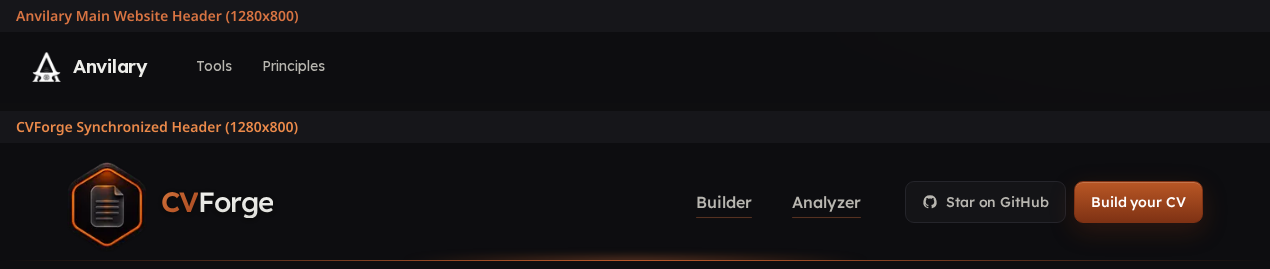 Anvilary Main Website Header (1280x800)
Anvilary Tools Principles
CVForge Synchronized Header (1280x800)
CVForge Builder Analyzer Star on GitHub Build your CV